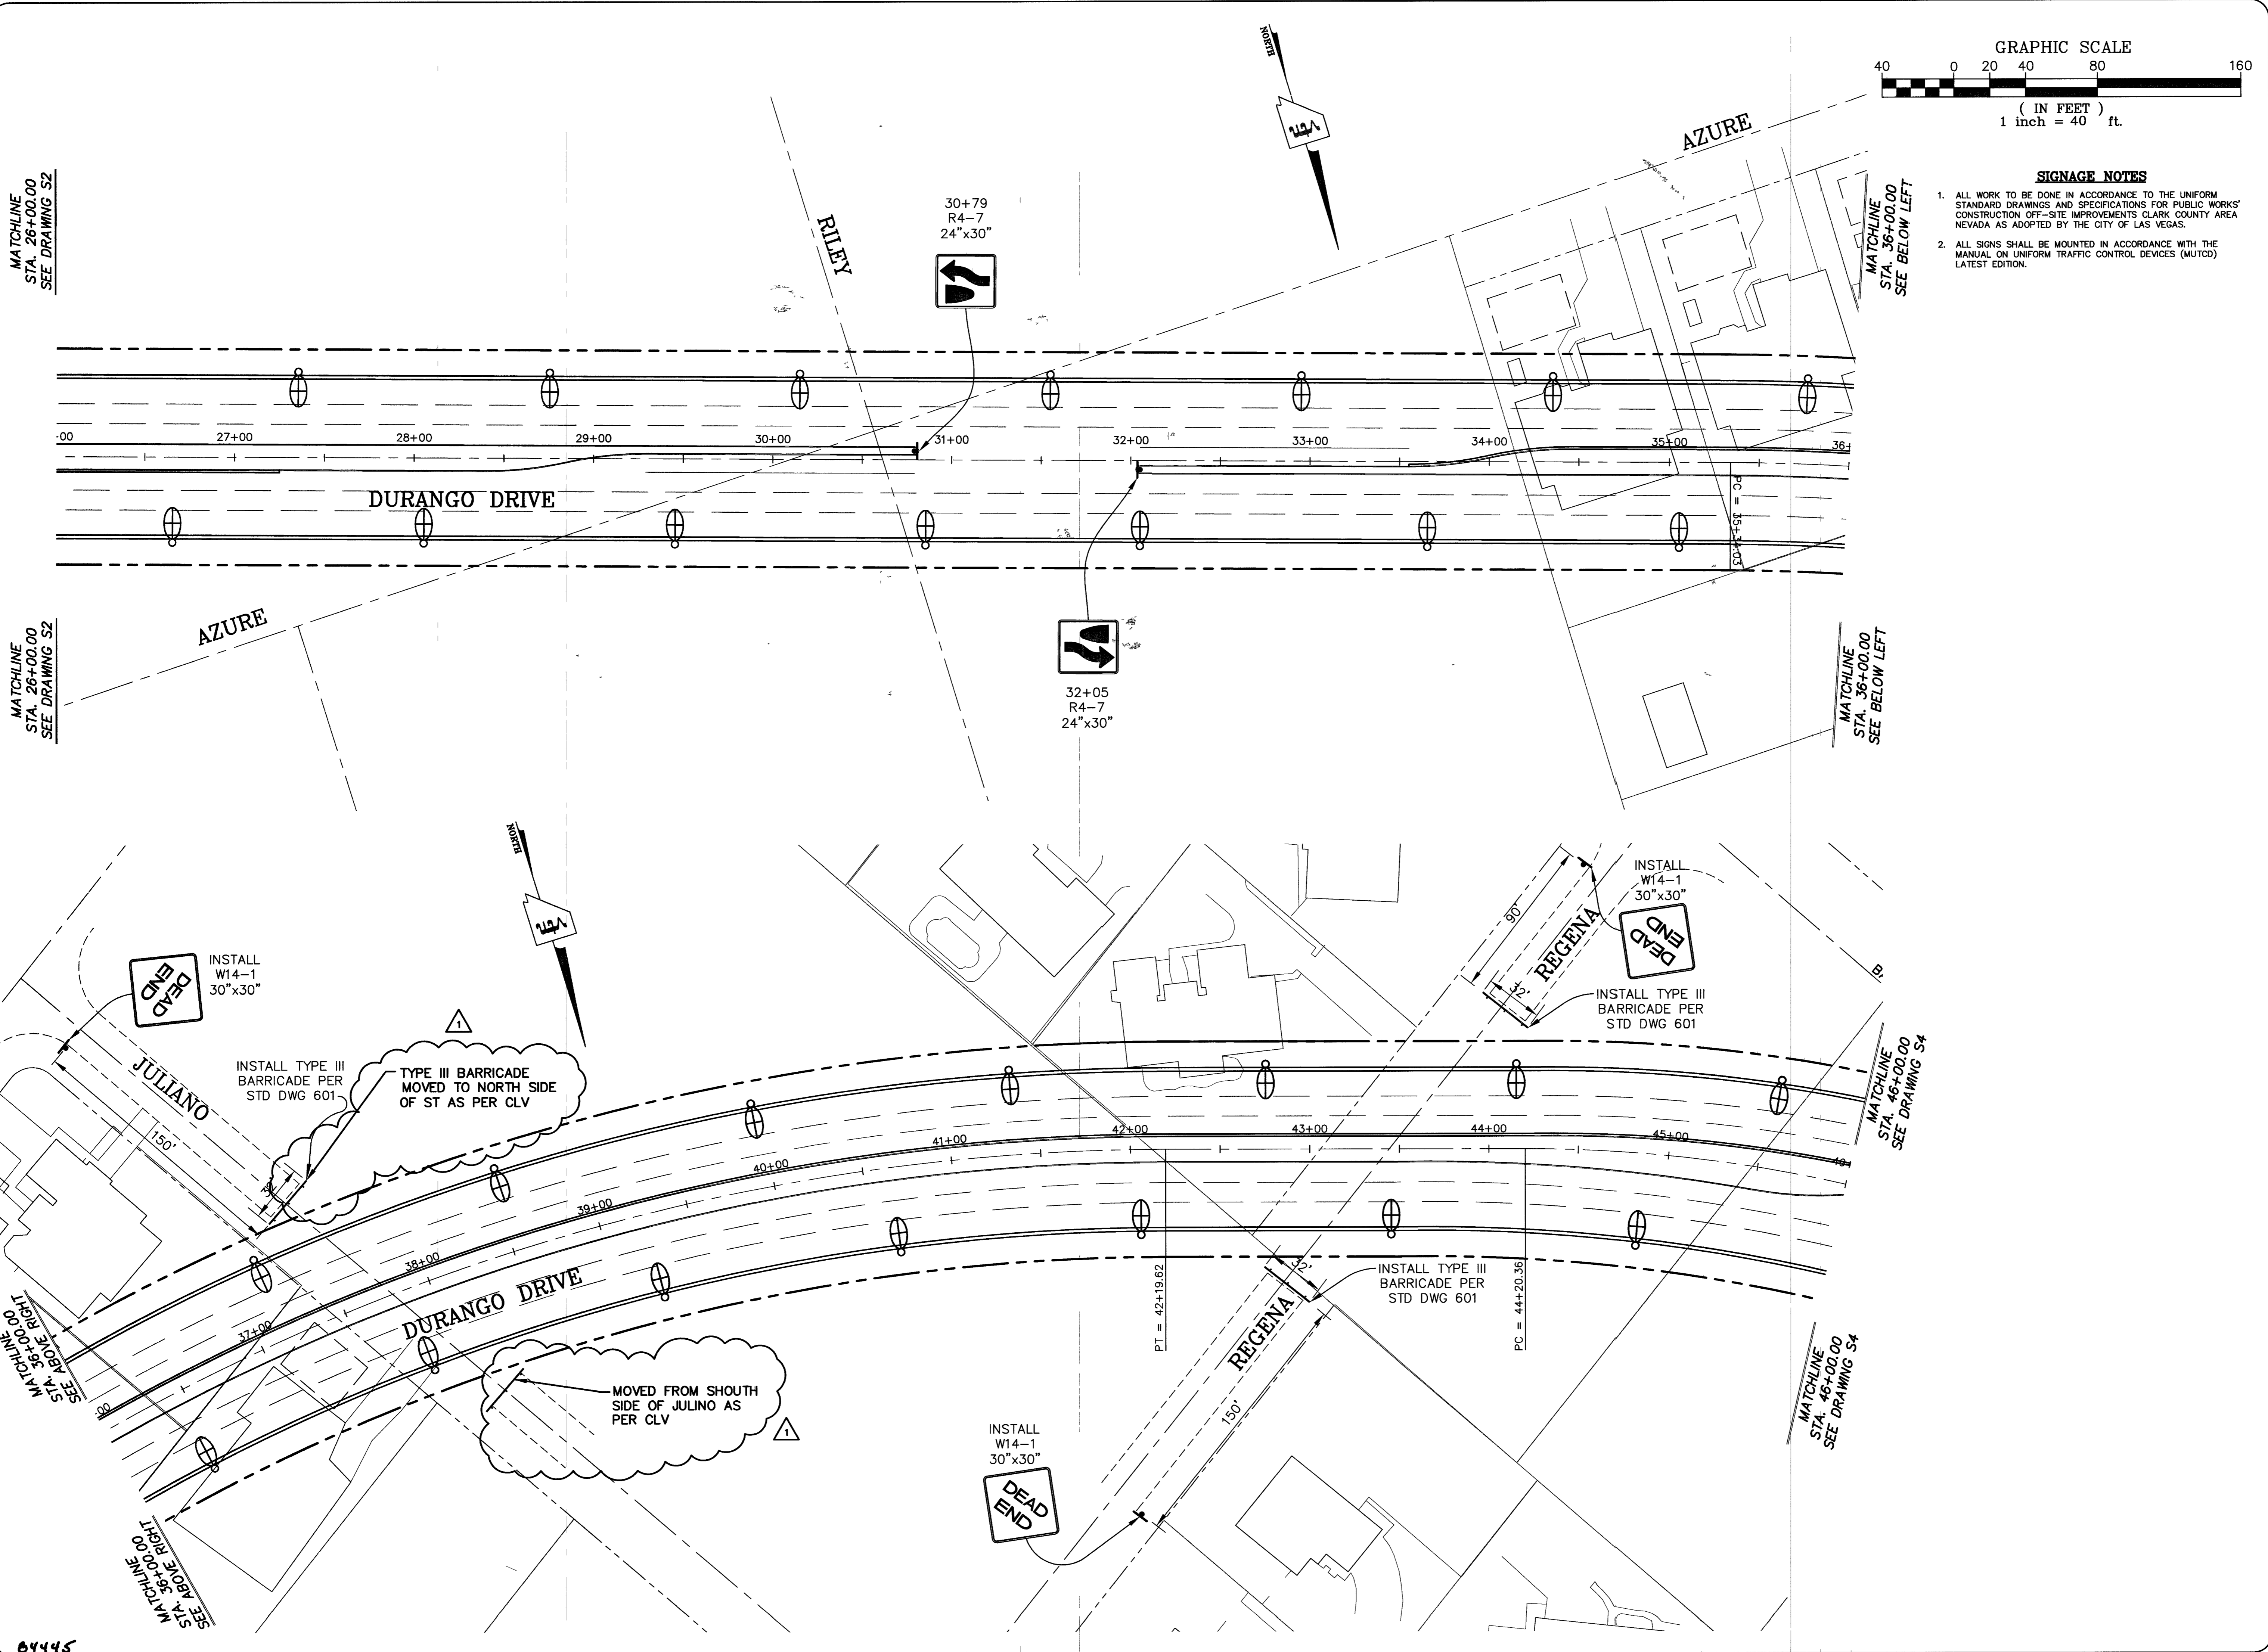 GRAPHIC SCALE
40 0 20 40 80 160
( IN FEET )
1 inch = 40 ft.
SIGNAGE NOTES
1. ALL WORK TO BE DONE IN ACCORDANCE TO THE UNIFORM
STANDARD DRAWINGS AND SPECIFICATIONS FOR PUBLIC WORKS'
CONSTRUCTION OFF-SITE IMPROVEMENTS CLARK COUNTY AREA
NEVADA AS ADOPTED BY THE CITY OF LAS VEGAS.
2. ALL SIGNS SHALL BE MOUNTED IN ACCORDANCE WITH THE
MANUAL ON UNIFORM TRAFFIC CONTROL DEVICES (MUTCD)
LATEST EDITION.
NORTH
AZURE
MATCHLINE
STA. 26+00.00
SEE DRAWING S2
RILEY
30+79
R4-7
24"x30"
MATCHLINE
STA. 36+00.00
SEE BELOW LEFT
-00 27+00 28+00 29+00 30+00 31+00 32+00 33+00 34+00 35+00 36+
DURANGO DRIVE
AZURE
MATCHLINE
STA. 26+00.00
SEE DRAWING S2
32+05
R4-7
24"x30"
MATCHLINE
STA. 36+00.00
SEE BELOW LEFT
NORTH
INSTALL
W14-1
30"x30"
DEAD
END
JULIANO
150'
INSTALL TYPE III
BARRICADE PER
STD DWG 601
1
TYPE III BARRICADE
MOVED TO NORTH SIDE
OF ST AS PER CLV
INSTALL
W14-1
30"x30"
DEAD
END
90'
REGENA
32'
INSTALL TYPE III
BARRICADE PER
STD DWG 601
MATCHLINE
STA. 46+00.00
SEE DRAWING S4
.00 37+00 38+00 39+00 40+00 41+00 42+00 43+00 44+00 45+00 46+
DURANGO DRIVE
MATCHLINE
STA. 36+00.00
SEE ABOVE RIGHT
MOVED FROM SHOUTH
SIDE OF JULINO AS
PER CLV
1
PT = 42+19.62
PC = 44+20.36
32'
INSTALL TYPE III
BARRICADE PER
STD DWG 601
REGENA
150'
INSTALL
W14-1
30"x30"
DEAD
END
MATCHLINE
STA. 46+00.00
SEE DRAWING S4
MATCHLINE
STA. 36+00.00
SEE ABOVE RIGHT
84445